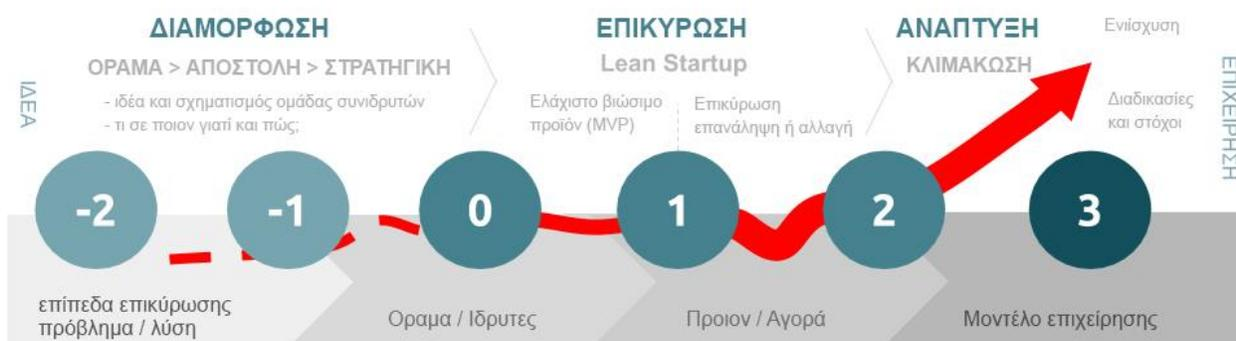 ΙΔΕΑ
ΔΙΑΜΟΡΦΩΣΗ
ΟΡΑΜΑ > ΑΠΟΣΤΟΛΗ > ΣΤΡΑΤΗΓΙΚΗ
- ιδέα και σχηματισμός ομάδας συνιδρυτών
- τι σε ποιον γιατί και πώς;
ΕΠΙΚΥΡΩΣΗ
Lean Startup
Ελάχιστο βιώσιμο
προϊόν (MVP)
Επικύρωση
επανάληψη ή αλλαγή
ΑΝΑΠΤΥΞΗ
ΚΛΙΜΑΚΩΣΗ
Ενιίσχυση
Διαδικασίες
και στόχοι
ΕΠΙΧΕΙΡΗΣΗ
-2
-1
0
1
2
3
επίπεδα επικύρωσης
πρόβλημα / λύση
Οραμα / Ιδρυτες
Προιον / Αγορά
Μοντέλο επιχείρησης